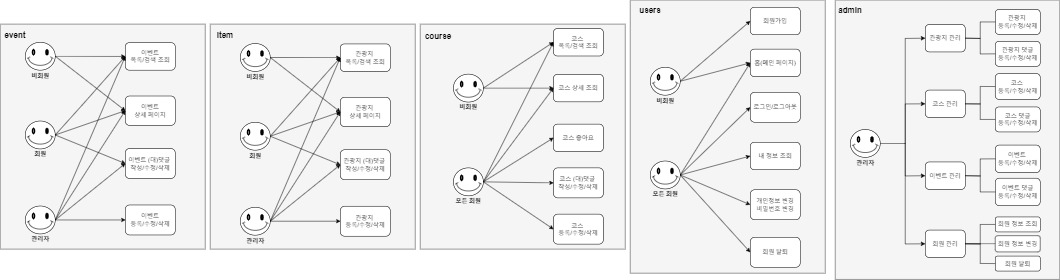 event
비회원
회원
관리자
이벤트
목록/검색 조회
이벤트
상세 페이지
이벤트 (대)댓글
작성/수정/삭제
이벤트
등록/수정/삭제
item
비회원
회원
관리자
관광지
목록/검색 조회
관광지
상세 페이지
관광지 (대)댓글
작성/수정/삭제
관광지
등록/수정/삭제
course
비회원
모든 회원
코스
목록/검색 조회
코스 상세 조회
코스 좋아요
코스 (대)댓글
작성/수정/삭제
코스
등록/수정/삭제
users
비회원
모든 회원
회원가입
홈(메인 페이지)
로그인/로그아웃
내 정보 조회
개인정보 변경
비밀번호 변경
회원 탈퇴
admin
관리자
관광지 관리
관광지
등록/수정/삭제
관광지 댓글
등록/수정/삭제
코스 관리
코스
등록/수정/삭제
코스 댓글
등록/수정/삭제
이벤트 관리
이벤트
등록/수정/삭제
이벤트 댓글
등록/수정/삭제
회원 관리
회원 정보 조회
회원 정보 변경
회원 탈퇴